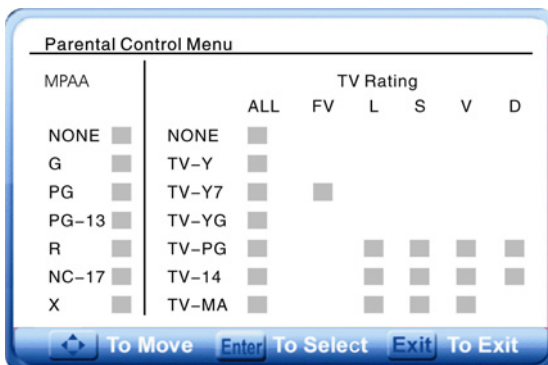 Parental Control Menu
MPAA TV Rating
ALL FV L S V D
NONE NONE
G TV-Y
PG TV-Y7
PG-13 TV-YG
R TV-PG
NC-17 TV-14
X TV-MA
To Move Enter To Select Exit To Exit